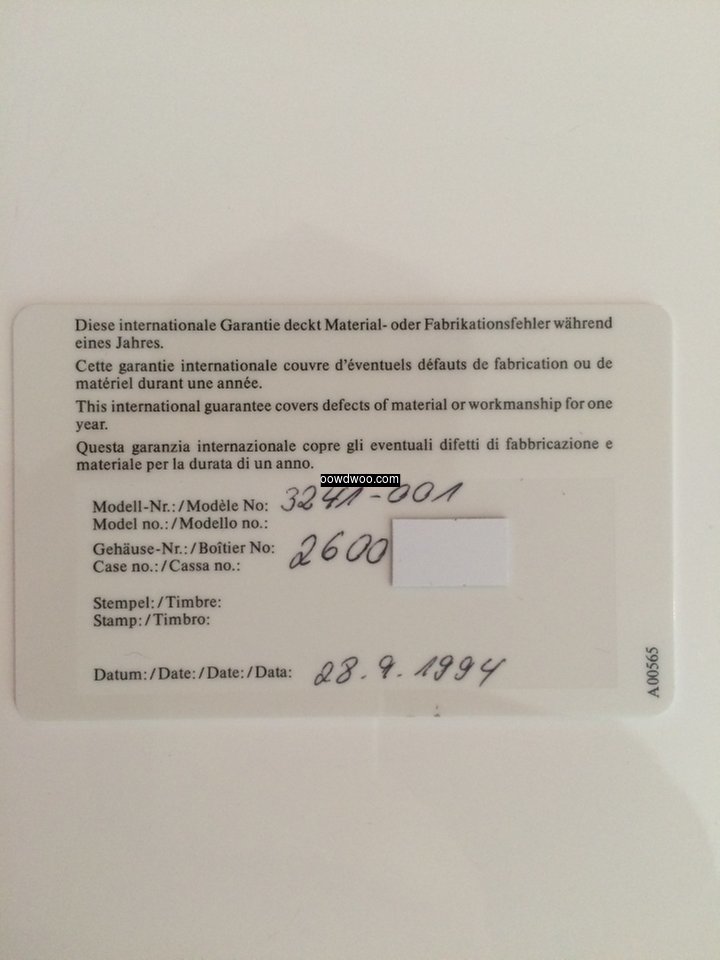 Diese internationale Garantie deckt Material- oder Fabrikationsfehler während
eines Jahres.
Cette garantie internationale couvre d'éventuels défauts de fabrication ou de
matériel durant une année.
This international guarantee covers defects of material or workmanship for one
year.
Questa garanzia internazionale copre gli eventuali difetti di fabbricazione e
materiale per la durata di un anno.
oowdwoo.com
Modell-Nr.:/Modèle No: 3241-001
Model no.:/Modello no.:
Gehäuse-Nr.:/Boîtier No: 2600
Case no.:/Cassa no.:
Stempel:/Timbre:
Stamp:/Timbro:
Datum:/Date:/Date:/Data: 28.9.1994
A00565